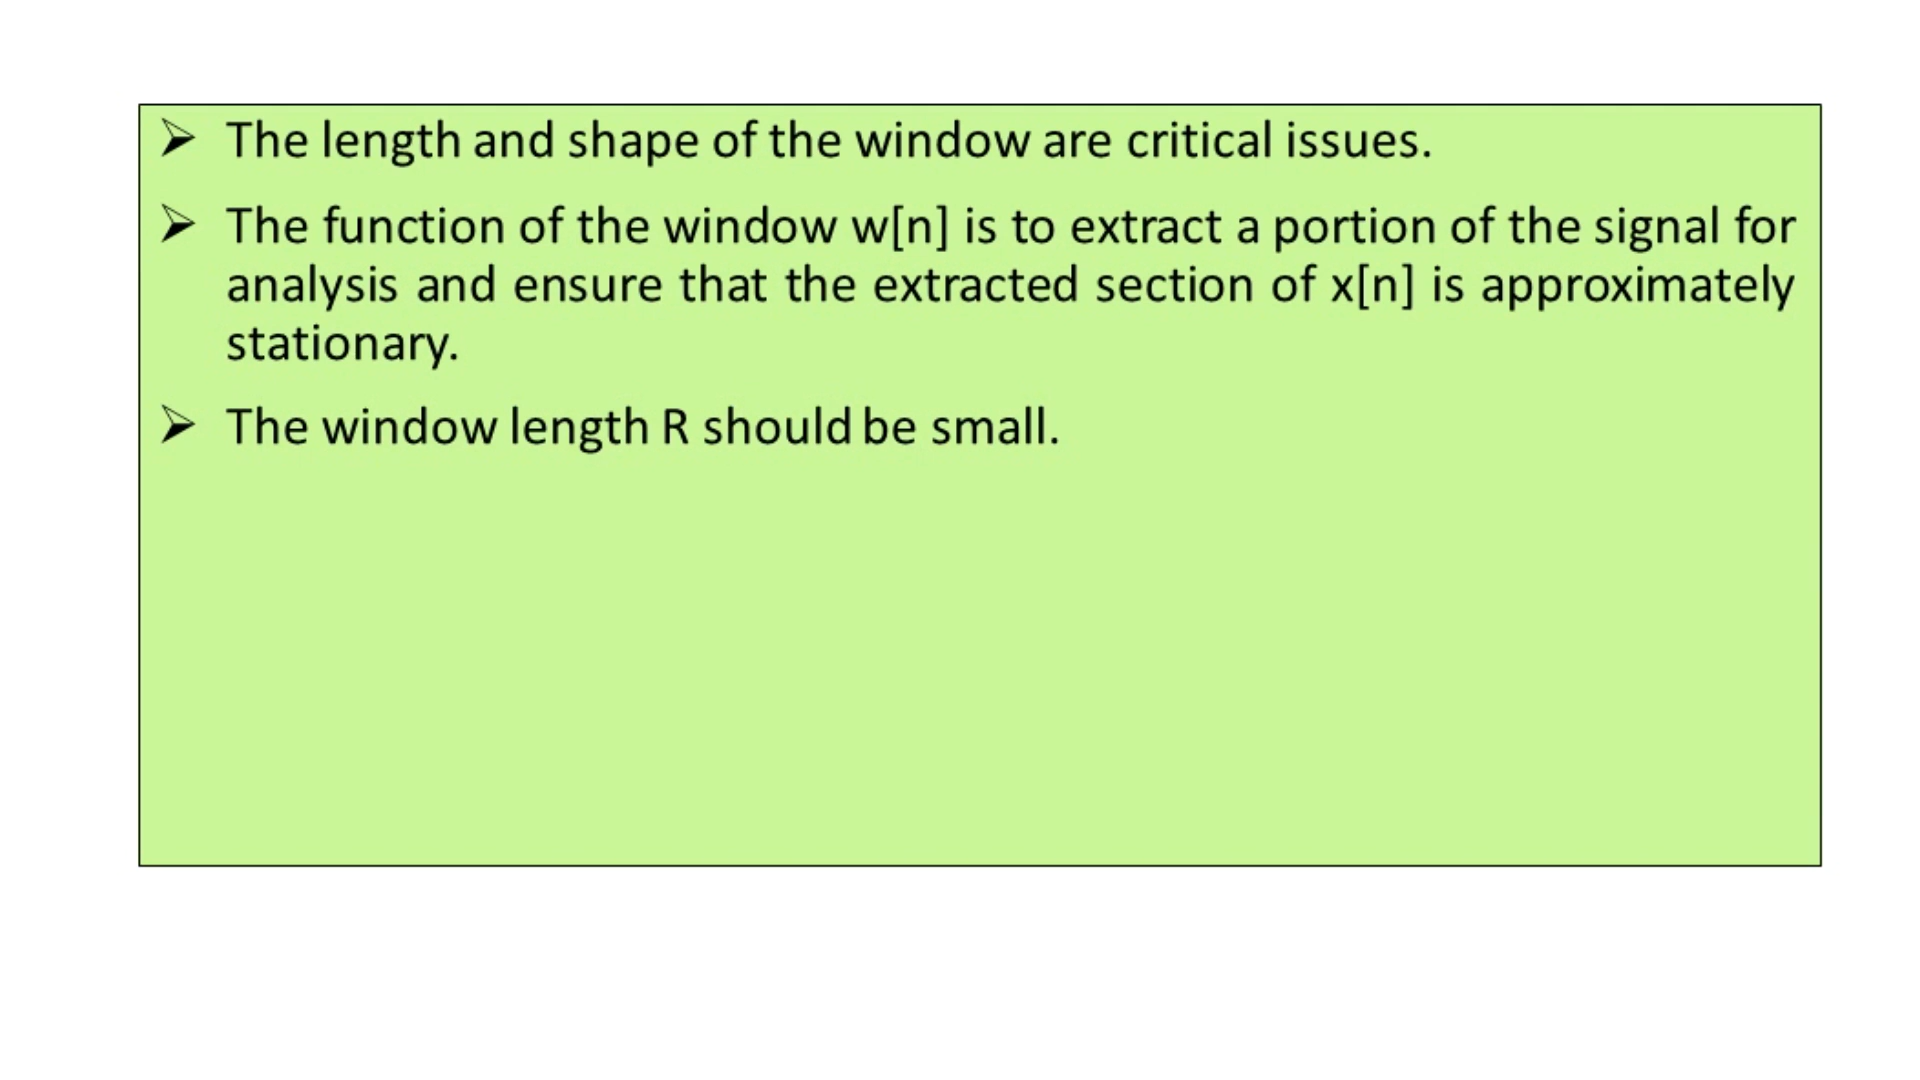 ➢ The length and shape of the window are critical issues.
➢ The function of the window w[n] is to extract a portion of the signal for
analysis and ensure that the extracted section of x[n] is approximately
stationary.
➢ The window length R should be small.